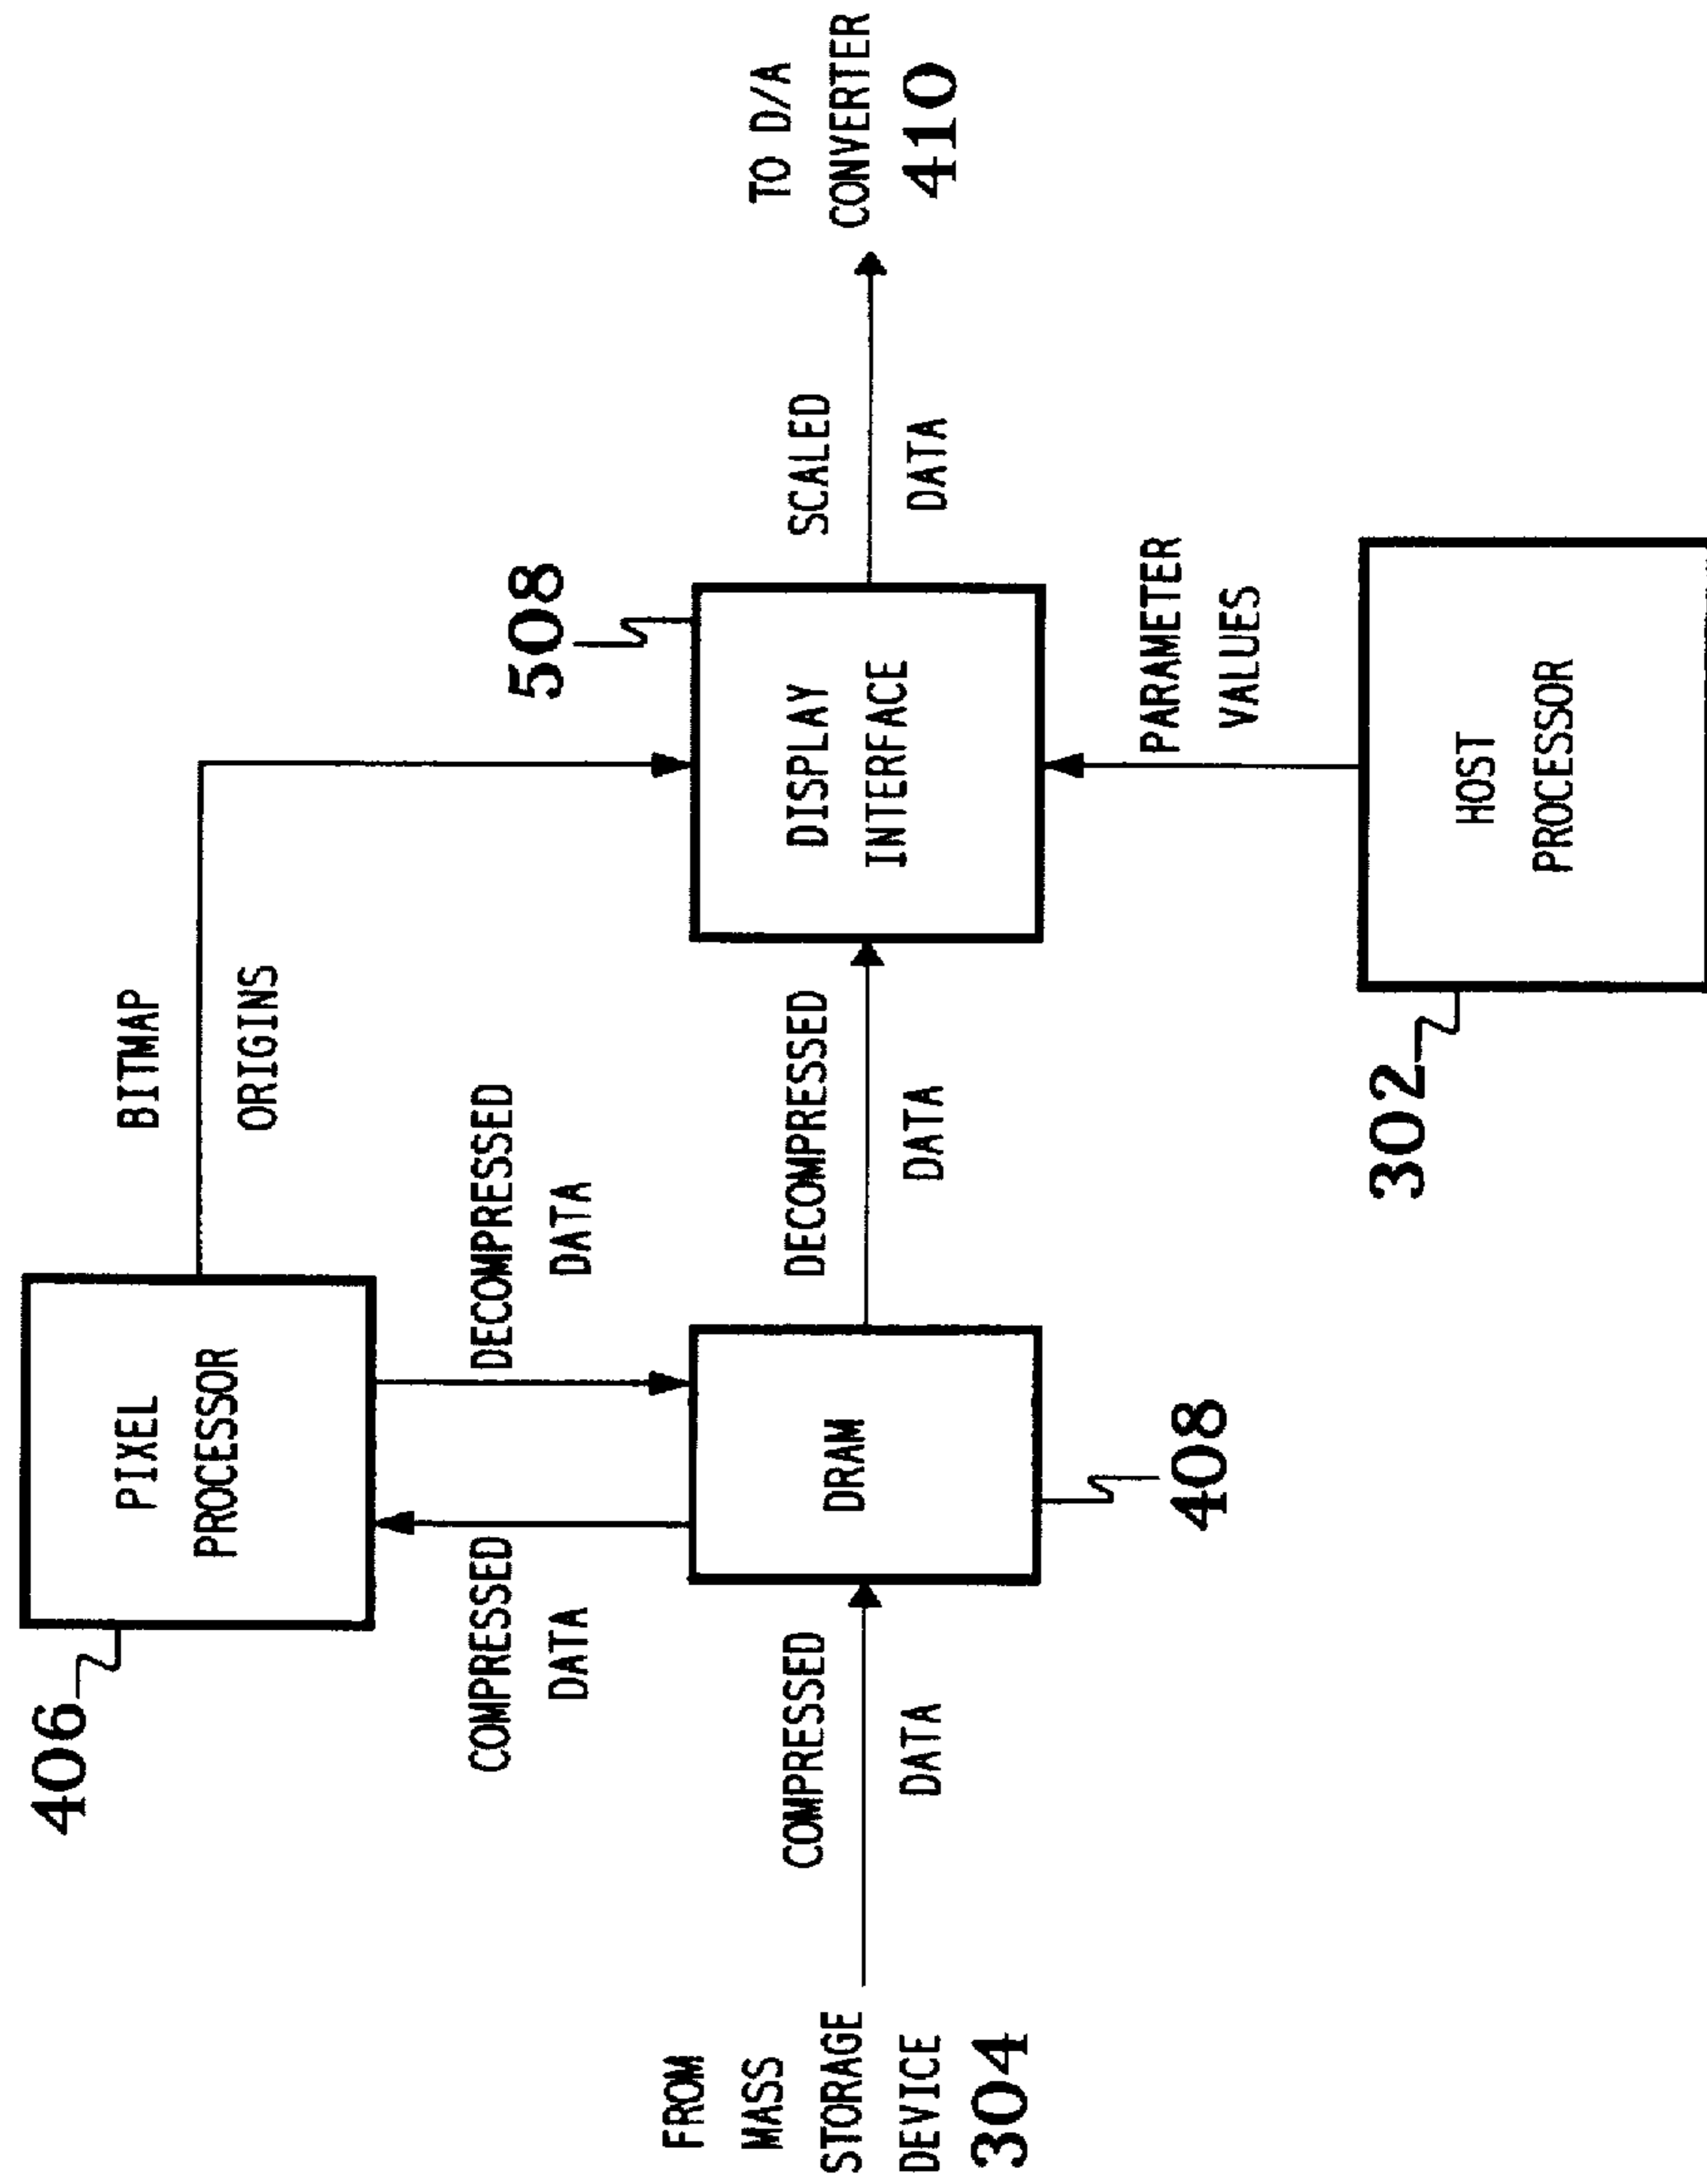 406
PIXEL
PROCESSOR
BITMAP
ORIGINS
COMPRESSED
DATA
DECOMPRESSED
DATA
508
FROM
MASS
STORAGE
DEVICE
304
COMPRESSED
DATA
DRAM
408
DECOMPRESSED
DATA
DISPLAY
INTERFACE
SCALED
DATA
TO D/A
CONVERTER
410
PARAMETER
VALUES
302
HOST
PROCESSOR